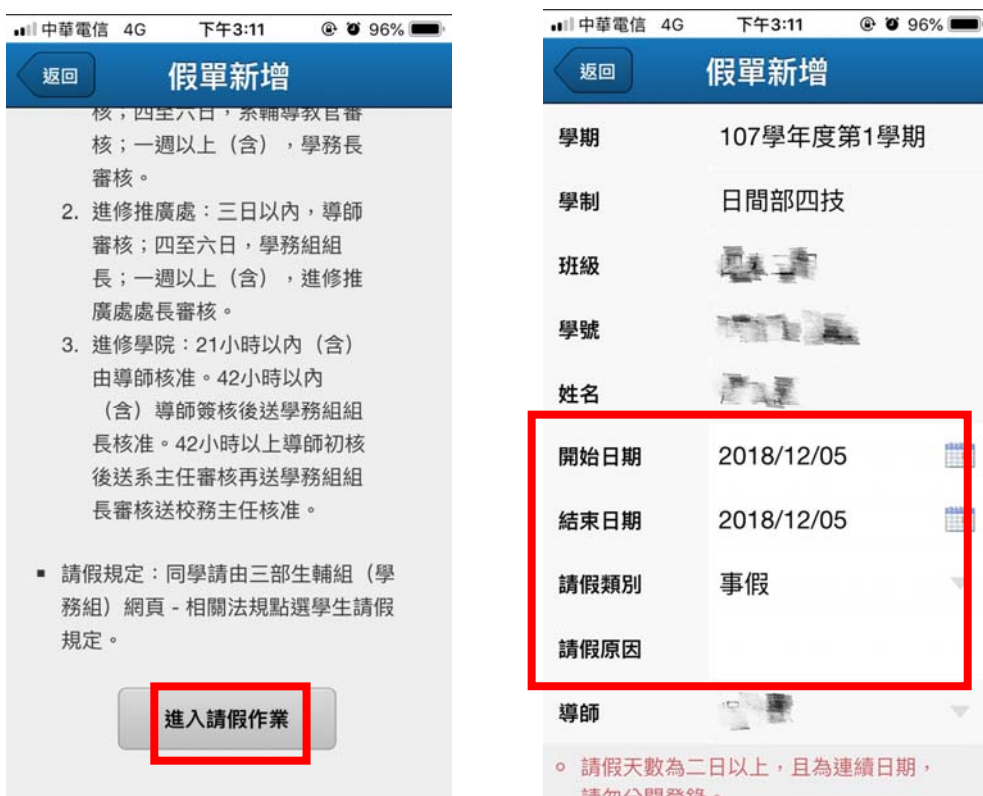 中華電信 4G 下午3:11 96%
返回 假單新增
核；四至六日，系輔導教官審
核；一週以上（含），學務長
審核。
2. 進修推廣處：三日以內，導師
審核；四至六日，學務組組
長；一週以上（含），進修推
廣處處長審核。
3. 進修學院：21小時以內（含）
由導師核准。42小時以內
（含）導師簽核後送學務組組
長核准。42小時以上導師初核
後送系主任審核再送學務組組
長審核送校務主任核准。
▪ 請假規定：同學請由三部生輔組（學
務組）網頁 - 相關法規點選學生請假
規定。
進入請假作業
中華電信 4G 下午3:11 96%
返回 假單新增
學期 107學年度第1學期
學制 日間部四技
班級
學號
姓名
開始日期 2018/12/05
結束日期 2018/12/05
請假類別 事假
請假原因
導師
請假天數為二日以上，且為連續日期，
請勿分開登錄。